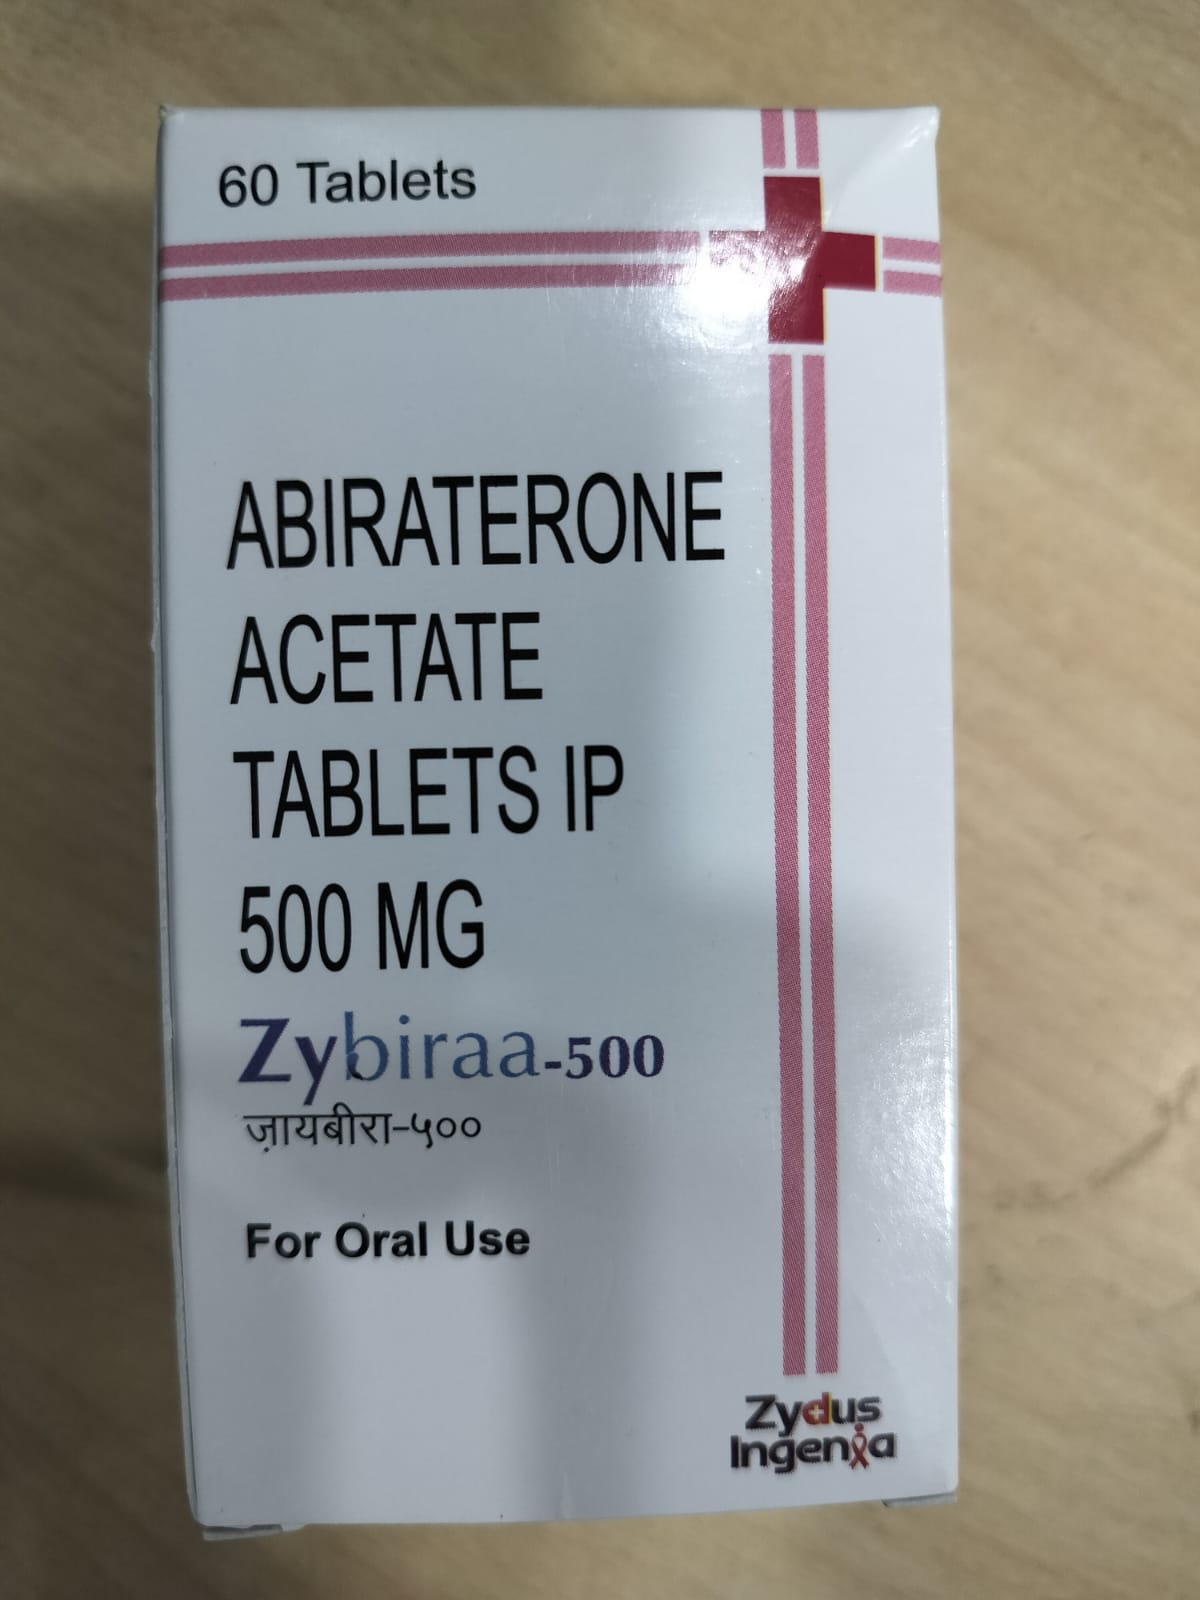 60 Tablets
ABIRATERONE
ACETATE
TABLETS IP
500 MG
Zybiraa-500
ज़ायबीरा-५००
For Oral Use
Zydus
Ingenia